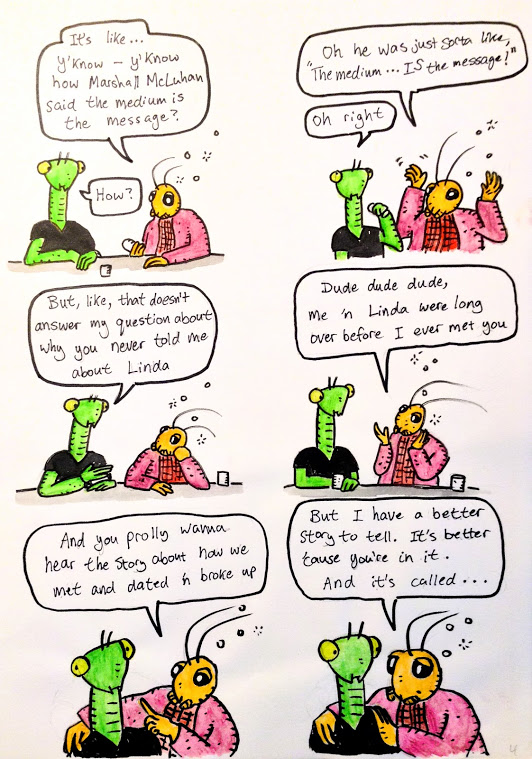 It's like...
y'know – y'know
how Marshall McLuhan
said the medium is
the message?
How?
Oh he was just sorta like,
"The medium... IS the message!"
Oh right
But, like, that doesn't
answer my question about
why you never told me
about Linda
Dude dude dude,
me 'n Linda were long
over before I ever met you
And you prolly wanna
hear the story about how we
met and dated 'n broke up
But I have a better
story to tell. It's better
'cause you're in it.
And it's called...
4